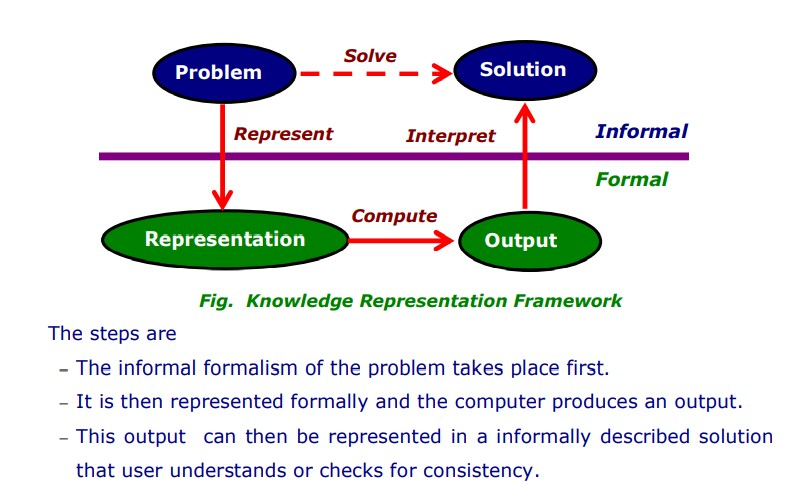 Solve
Problem
Solution
Represent
Interpret
Informal
Formal
Compute
Representation
Output
Fig. Knowledge Representation Framework
The steps are
– The informal formalism of the problem takes place first.
– It is then represented formally and the computer produces an output.
– This output can then be represented in a informally described solution
that user understands or checks for consistency.